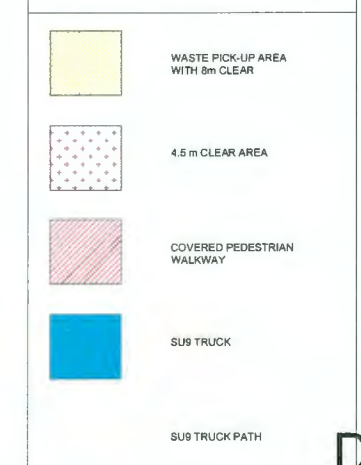 WASTE PICK-UP AREA
WITH 8m CLEAR
4.5 m CLEAR AREA
COVERED PEDESTRIAN
WALKWAY
SU9 TRUCK
SU9 TRUCK PATH